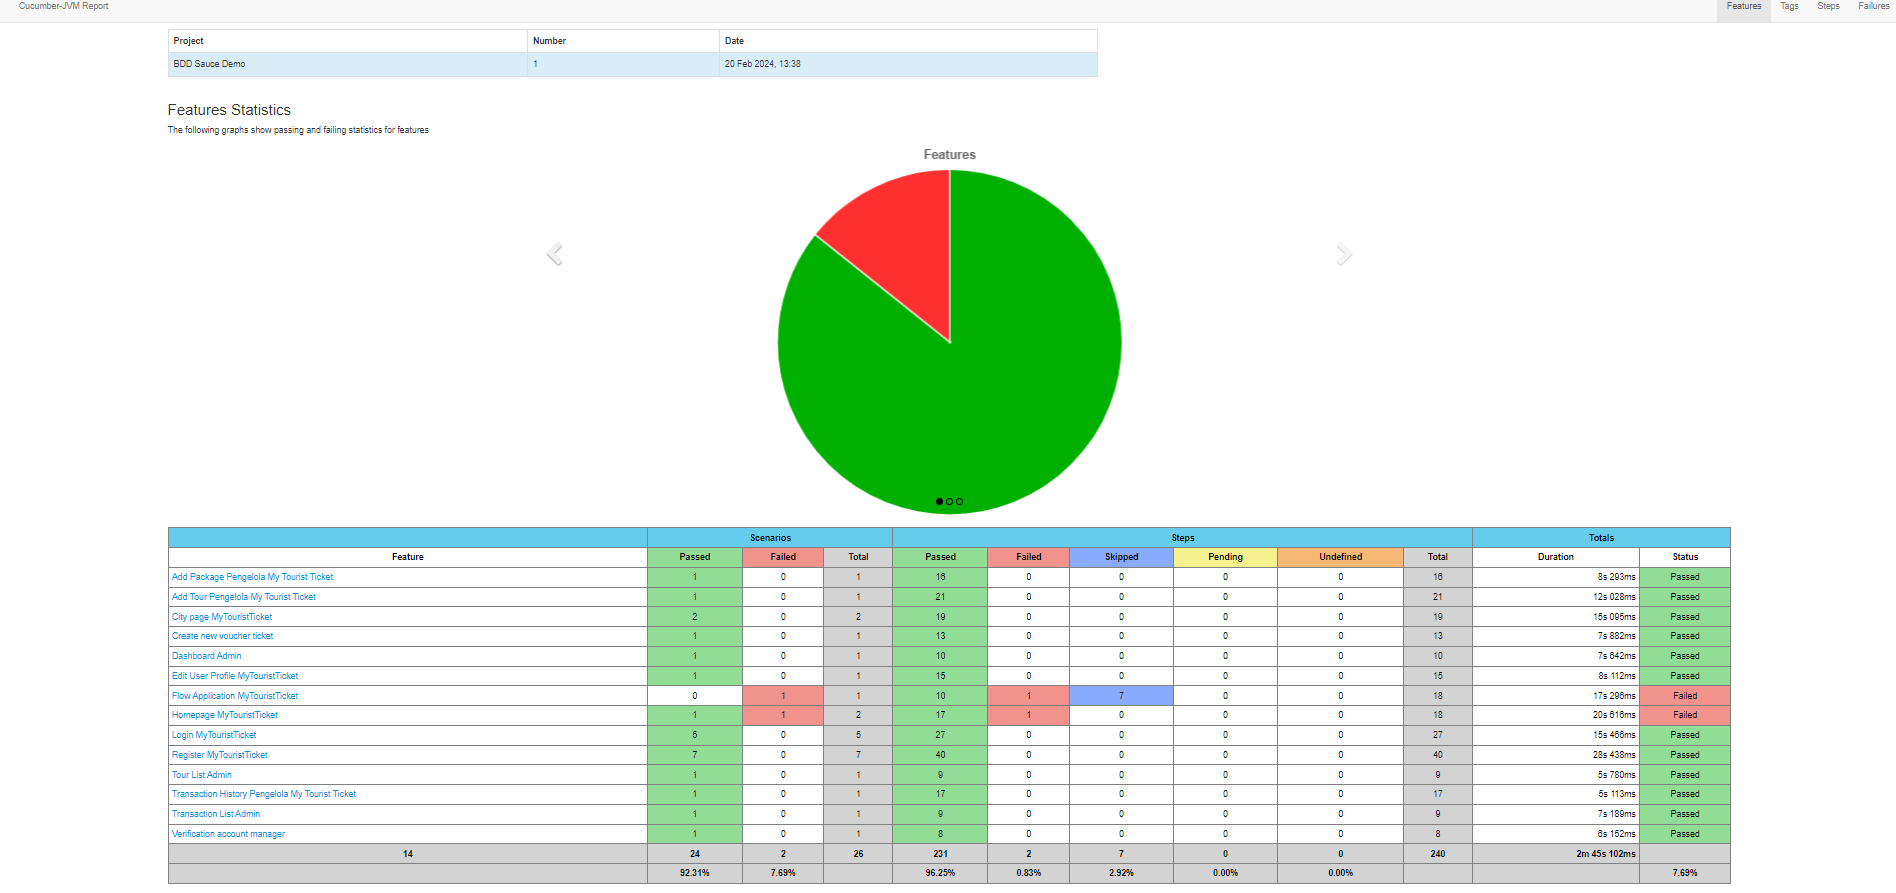 Cucumber-JVM Report Features Tags Steps Failures
Project Number Date
BDD Sauce Demo 1 20 Feb 2024, 13:38
Features Statistics
The following graphs show passing and failing statistics for features
Features
Scenarios Steps Totals
Feature Passed Failed Total Passed Failed Skipped Pending Undefined Total Duration Status
Add Package Pengelola My Tourist Ticket 1 0 1 16 0 0 0 0 16 8s 293ms Passed
Add Tour Pengelola My Tourist Ticket 1 0 1 21 0 0 0 0 21 12s 028ms Passed
City page MyTouristTicket 2 0 2 19 0 0 0 0 19 15s 095ms Passed
Create new voucher ticket 1 0 1 13 0 0 0 0 13 7s 882ms Passed
Dashboard Admin 1 0 1 10 0 0 0 0 10 7s 642ms Passed
Edit User Profile MyTouristTicket 1 0 1 15 0 0 0 0 15 8s 112ms Passed
Flow Application MyTouristTicket 0 1 1 10 1 7 0 0 18 17s 296ms Failed
Homepage MyTouristTicket 1 1 2 17 1 0 0 0 18 20s 616ms Failed
Login MyTouristTicket 5 0 5 27 0 0 0 0 27 15s 466ms Passed
Register MyTouristTicket 7 0 7 40 0 0 0 0 40 28s 438ms Passed
Tour List Admin 1 0 1 9 0 0 0 0 9 5s 780ms Passed
Transaction History Pengelola My Tourist Ticket 1 0 1 17 0 0 0 0 17 5s 113ms Passed
Transaction List Admin 1 0 1 9 0 0 0 0 9 7s 189ms Passed
Verification account manager 1 0 1 8 0 0 0 0 8 6s 152ms Passed
14 24 2 26 231 2 7 0 0 240 2m 45s 102ms
92.31% 7.69% 96.25% 0.83% 2.92% 0.00% 0.00% 7.69%